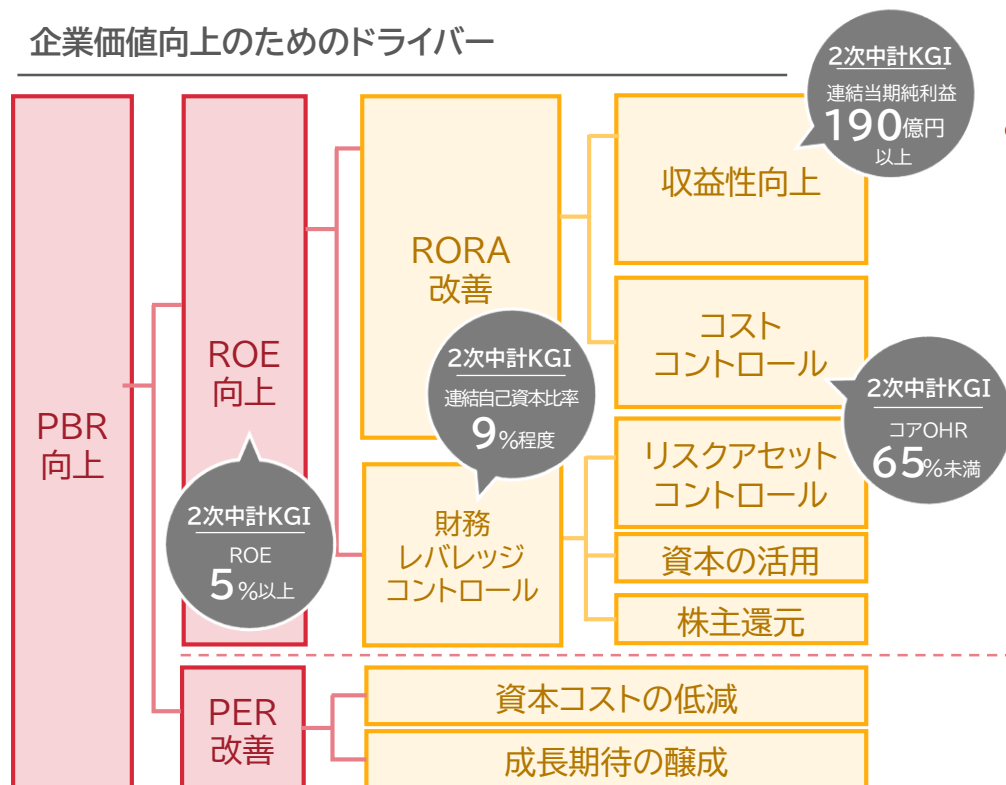 企業価値向上のためのドライバー
PBR
向上
ROE
向上
2次中計KGI
ROE
5%以上
RORA
改善
2次中計KGI
連結自己資本比率
9%程度
財務
レバレッジ
コントロール
2次中計KGI
連結当期純利益
190億円
以上
収益性向上
コスト
コントロール
2次中計KGI
コアOHR
65%未満
リスクアセット
コントロール
資本の活用
株主還元
PER
改善
資本コストの低減
成長期待の醸成